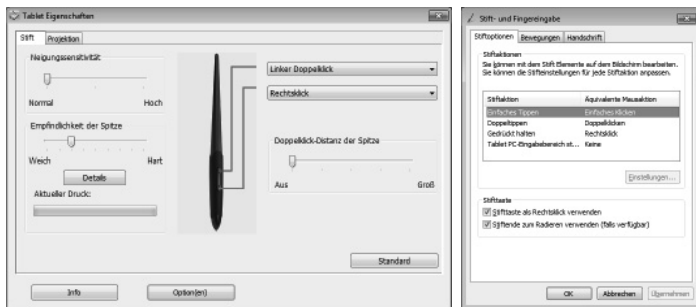 Tablet Eigenschaften
Stift
Projektion
Neigungssensitivität
Normal
Hoch
Empfindlichkeit der Spitze
Weich
Hart
Details
Aktueller Druck:
Linker Doppelklick
Rechtsklick
Doppelklick-Distanz der Spitze
Aus
Groß
Standard
Info
Option(en)
Stift- und Fingereingabe
Stiftoptionen
Bewegungen
Handschrift
Stiftaktionen
Sie können mit dem Stift Elemente auf dem Bildschirm bearbeiten.
Sie können die Stifteinstellungen für jede Stiftaktion anpassen.
Stiftaktion Äquivalente Mausaktion
Einfaches Tippen Einfaches Klicken
Doppeltippen Doppelklicken
Gedrückt halten Rechtsklick
Tablet PC-Eingabebereich st... Keine
Einstellungen...
Stifttaste
Stifttaste als Rechtsklick verwenden
Stiftende zum Radieren verwenden (falls verfügbar)
OK
Abbrechen
Übernehmen